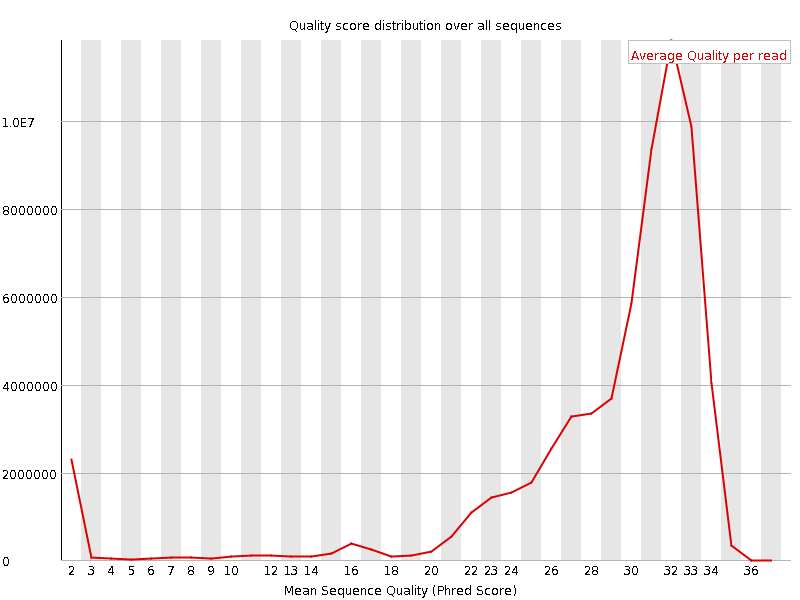 Quality score distribution over all sequences
Average Quality per read
1.0E7
8000000
6000000
4000000
2000000
0
2 3 4 5 6 7 8 9 10 12 13 14 16 18 20 22 23 24 26 28 30 32 33 34 36
Mean Sequence Quality (Phred Score)